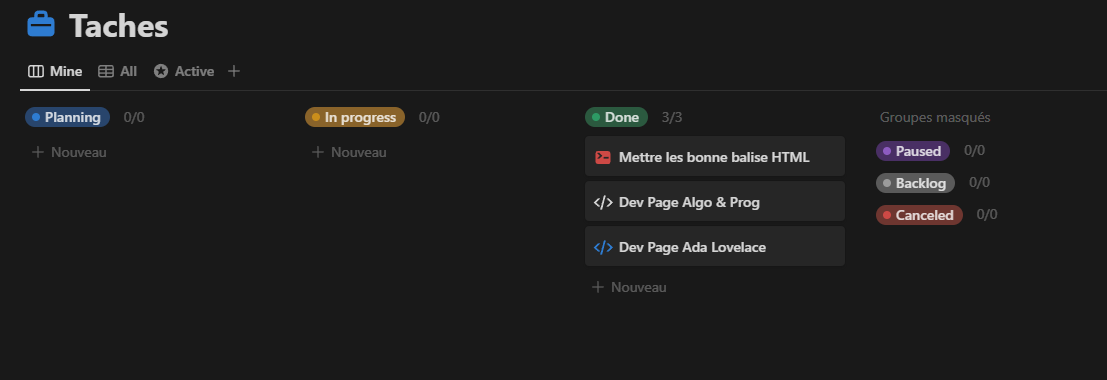 Taches
Mine All Active
Planning 0/0
Nouveau
In progress 0/0
Nouveau
Done 3/3
Mettre les bonne balise HTML
Dev Page Algo & Prog
Dev Page Ada Lovelace
Nouveau
Groupes masqués
Paused 0/0
Backlog 0/0
Canceled 0/0